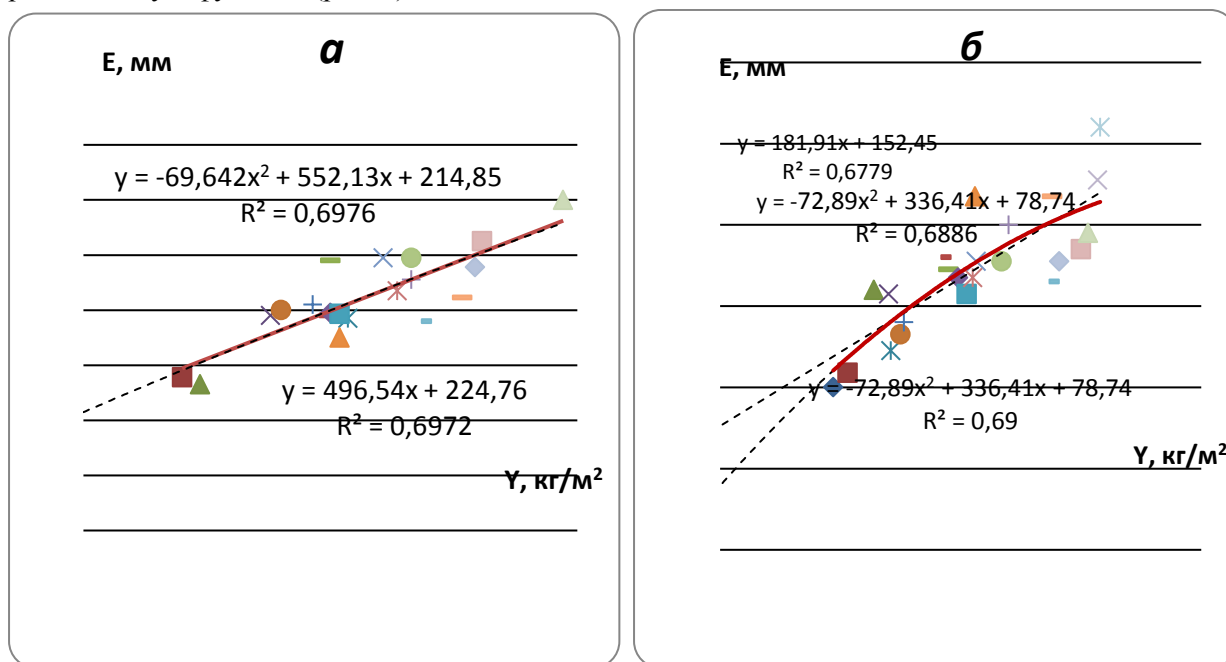 а
E, мм
y = -69,642x² + 552,13x + 214,85
R² = 0,6976
y = 496,54x + 224,76
R² = 0,6972
Y, кг/м²
б
E, мм
y = 181,91x + 152,45
R² = 0,6779
y = -72,89x² + 336,41x + 78,74
R² = 0,6886
y = -72,89x² + 336,41x + 78,74
R² = 0,69
Y, кг/м²